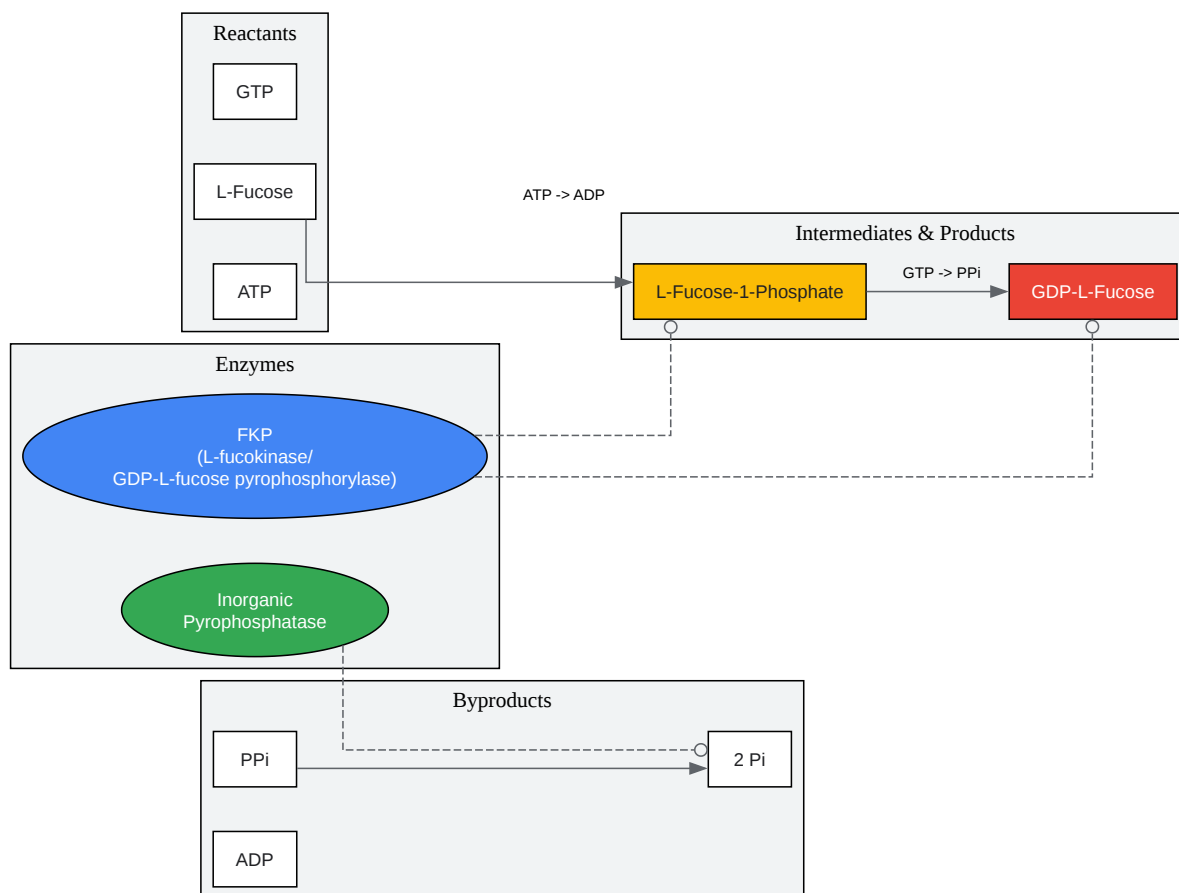 Reactants
GTP
L-Fucose
ATP
ATP -> ADP
Intermediates & Products
L-Fucose-1-Phosphate
GTP -> PPi
GDP-L-Fucose
Enzymes
FKP
(L-fucokinase/
GDP-L-fucose pyrophosphorylase)
Inorganic
Pyrophosphatase
Byproducts
PPi
2 Pi
ADP